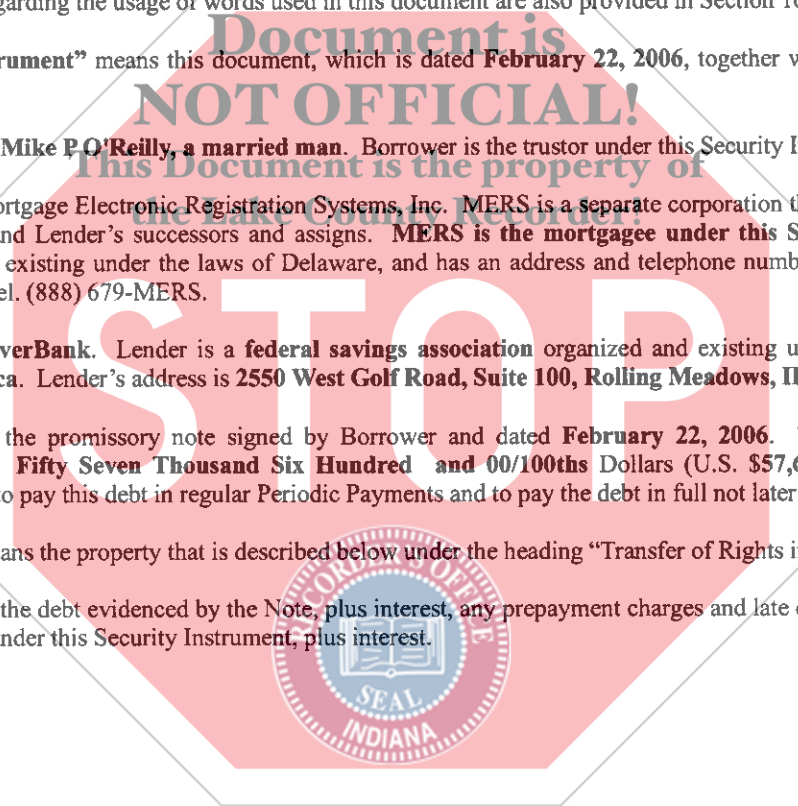 garding the usage of words used in this document are also provided in Section
Document is
rument” means this document, which is dated February 22, 2006, together w
NOT OFFICIAL!
Mike P O'Reilly, a married man. Borrower is the trustor under this Security I
This Document is the property of
ortgage Electronic Registration Systems, Inc. MERS is a separate corporation t
the Lake County Recorder!
nd Lender’s successors and assigns. MERS is the mortgagee under this S
existing under the laws of Delaware, and has an address and telephone numb
el. (888) 679-MERS.
STOP
verBank. Lender is a federal savings association organized and existing u
ca. Lender’s address is 2550 West Golf Road, Suite 100, Rolling Meadows, Il
the promissory note signed by Borrower and dated February 22, 2006.
Fifty Seven Thousand Six Hundred and 00/100ths Dollars (U.S. $57,6
to pay this debt in regular Periodic Payments and to pay the debt in full not later
ans the property that is described below under the heading “Transfer of Rights i
the debt evidenced by the Note, plus interest, any prepayment charges and late
nder this Security Instrument, plus interest.
RECORDER'S OFFICE
SEAL
INDIANA